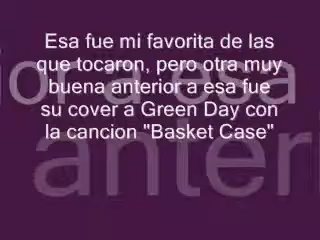 Esa fue mi favorita de las
que tocaron, pero otra muy
buena anterior a esa fue
su cover a Green Day con
la cancion "Basket Case"